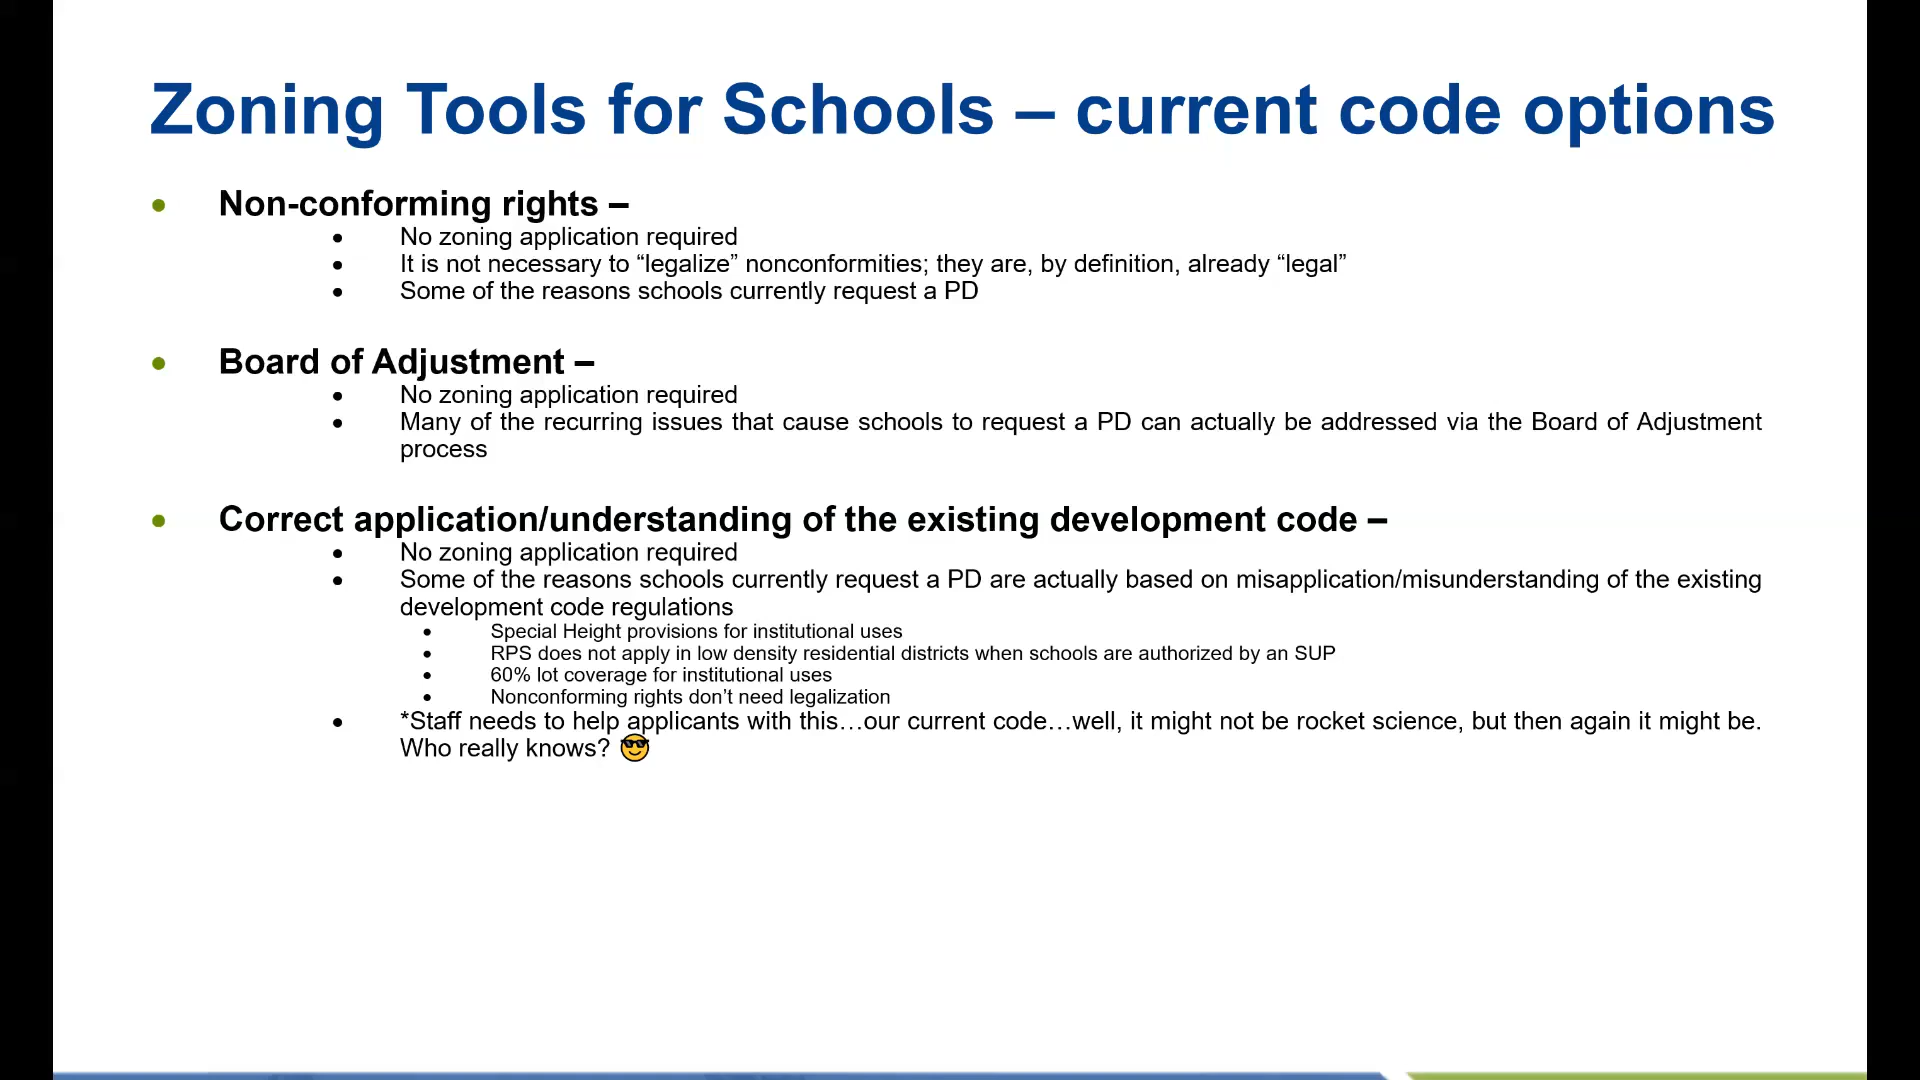 Zoning Tools for Schools – current code options
• Non-conforming rights –
• No zoning application required
• It is not necessary to “legalize” nonconformities; they are, by definition, already “legal”
• Some of the reasons schools currently request a PD
• Board of Adjustment –
• No zoning application required
• Many of the recurring issues that cause schools to request a PD can actually be addressed via the Board of Adjustment
process
• Correct application/understanding of the existing development code –
• No zoning application required
• Some of the reasons schools currently request a PD are actually based on misapplication/misunderstanding of the existing
development code regulations
• Special Height provisions for institutional uses
• RPS does not apply in low density residential districts when schools are authorized by an SUP
• 60% lot coverage for institutional uses
• Nonconforming rights don’t need legalization
• *Staff needs to help applicants with this…our current code…well, it might not be rocket science, but then again it might be.
Who really knows? 😎